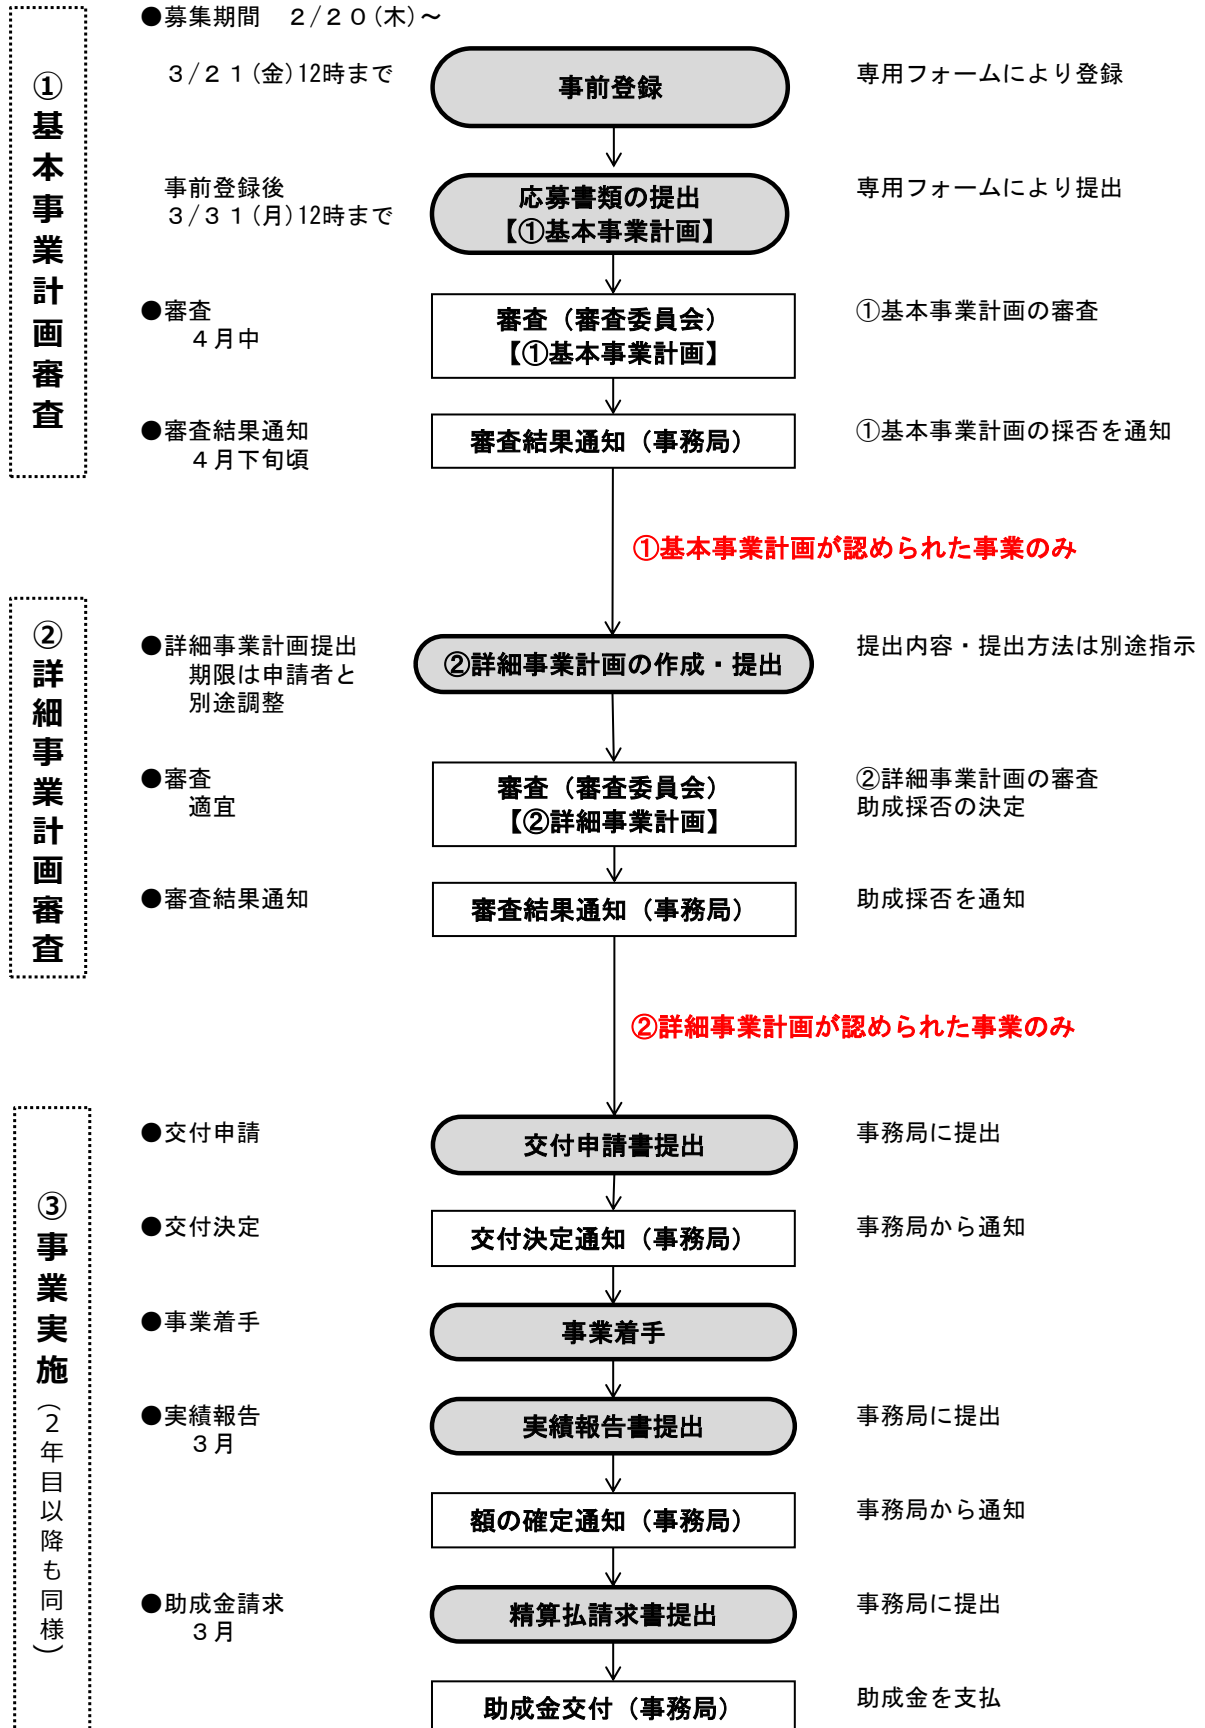 ①基本事業計画審査
●募集期間　２/２０(木)～
３/２１(金)12時まで
事前登録
専用フォームにより登録
事前登録後
３/３１(月)12時まで
応募書類の提出
【①基本事業計画】
専用フォームにより提出
●審査
４月中
審査（審査委員会）
【①基本事業計画】
①基本事業計画の審査
●審査結果通知
４月下旬頃
審査結果通知（事務局）
①基本事業計画の採否を通知
①基本事業計画が認められた事業のみ
②詳細事業計画審査
●詳細事業計画提出
期限は申請者と
別途調整
②詳細事業計画の作成・提出
提出内容・提出方法は別途指示
●審査
適宜
審査（審査委員会）
【②詳細事業計画】
②詳細事業計画の審査
助成採否の決定
●審査結果通知
審査結果通知（事務局）
助成採否を通知
②詳細事業計画が認められた事業のみ
③事業実施（２年目以降も同様）
●交付申請
交付申請書提出
事務局に提出
●交付決定
交付決定通知（事務局）
事務局から通知
●事業着手
事業着手
●実績報告
３月
実績報告書提出
事務局に提出
額の確定通知（事務局）
事務局から通知
●助成金請求
３月
精算払請求書提出
事務局に提出
助成金交付（事務局）
助成金を支払